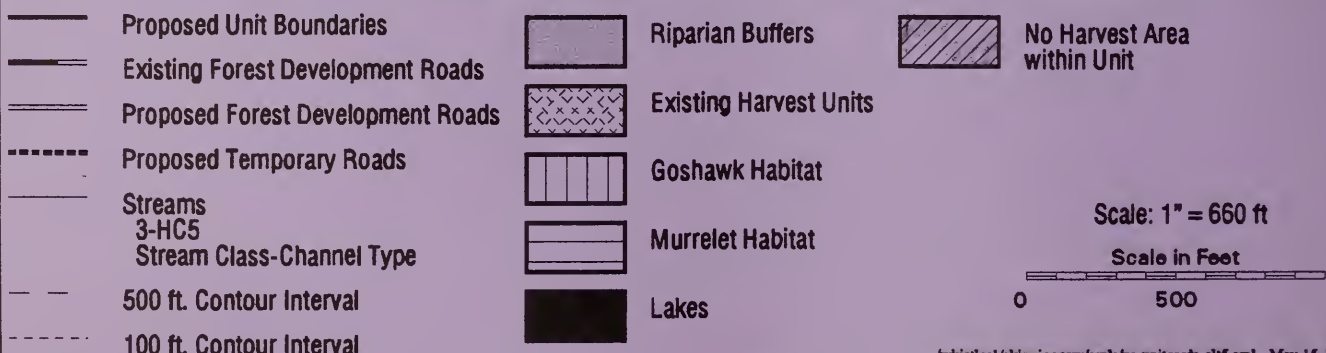 Proposed Unit Boundaries
Existing Forest Development Roads
Proposed Forest Development Roads
Proposed Temporary Roads
Streams
3-HC5
Stream Class-Channel Type
500 ft. Contour Interval
100 ft. Contour Interval
Riparian Buffers
Existing Harvest Units
Goshawk Habitat
Murrelet Habitat
Lakes
No Harvest Area
within Unit
Scale: 1" = 660 ft
Scale in Feet
0 500